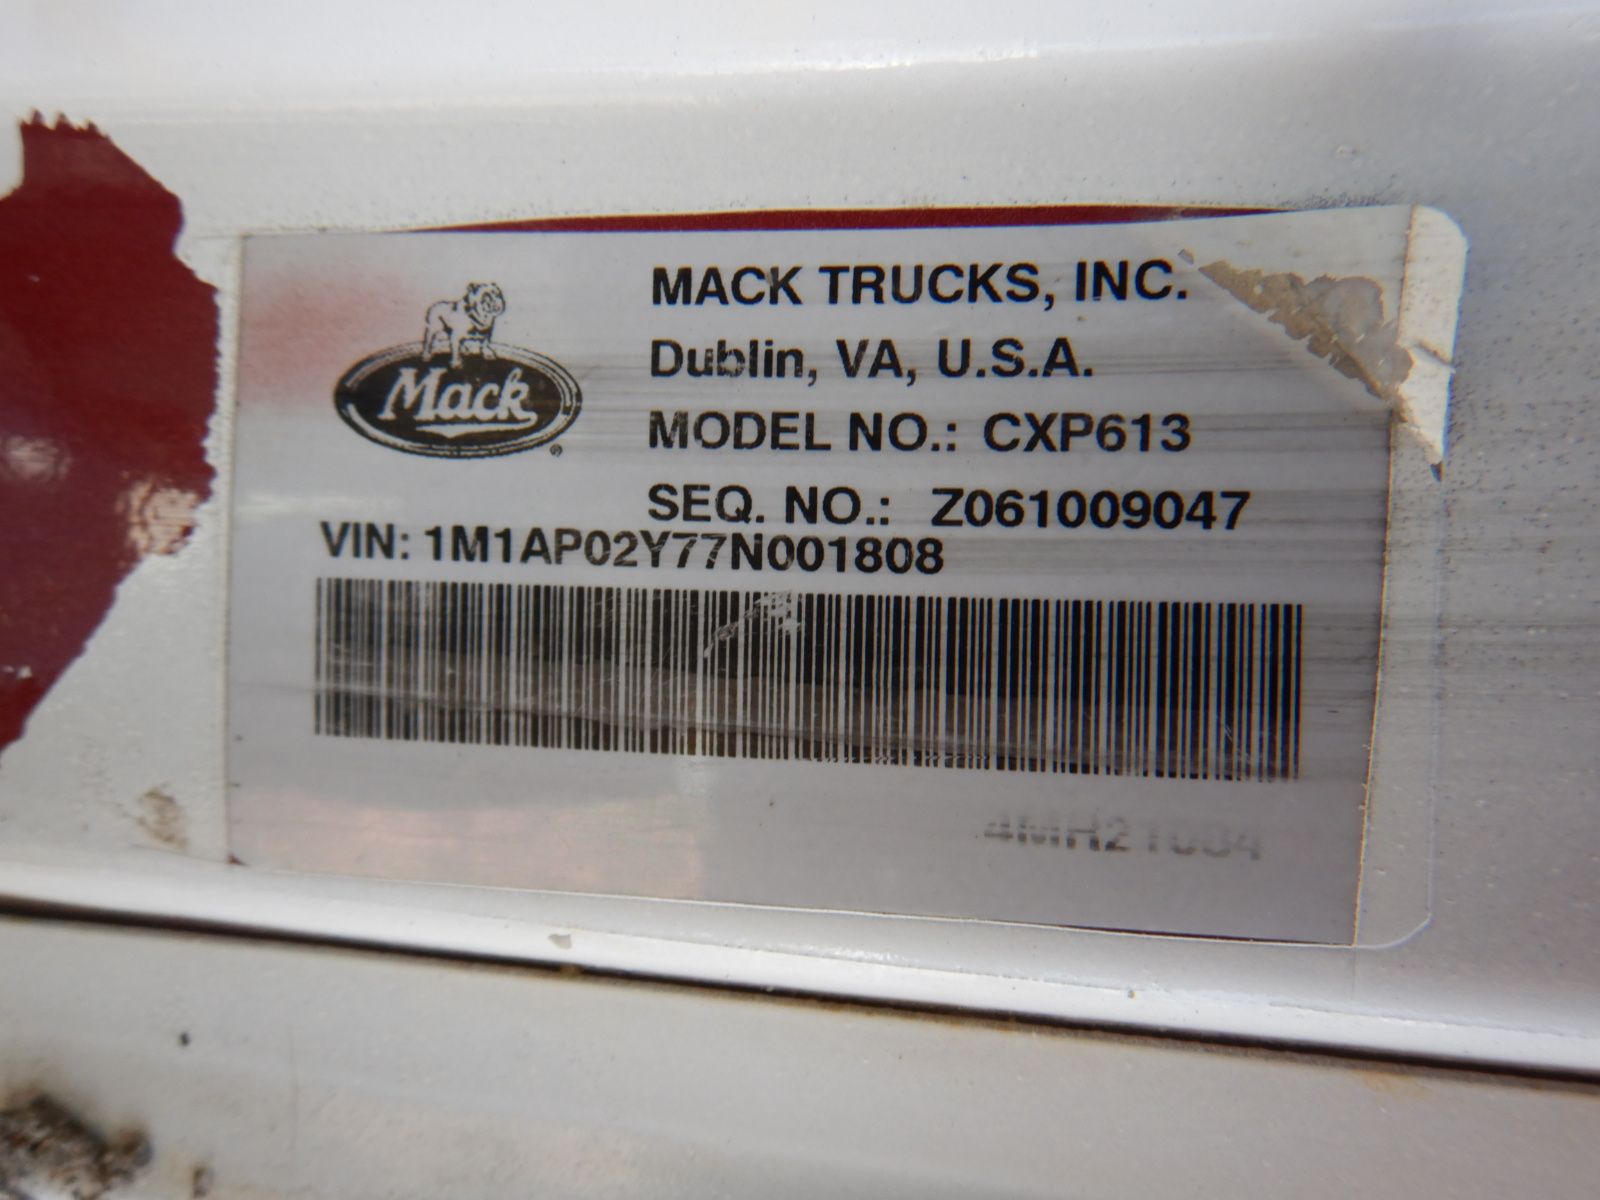 MACK TRUCKS, INC.
Dublin, VA, U.S.A.
Mack
MODEL NO.: CXP613
SEQ. NO.: Z061009047
VIN: 1M1AP02Y77N001808